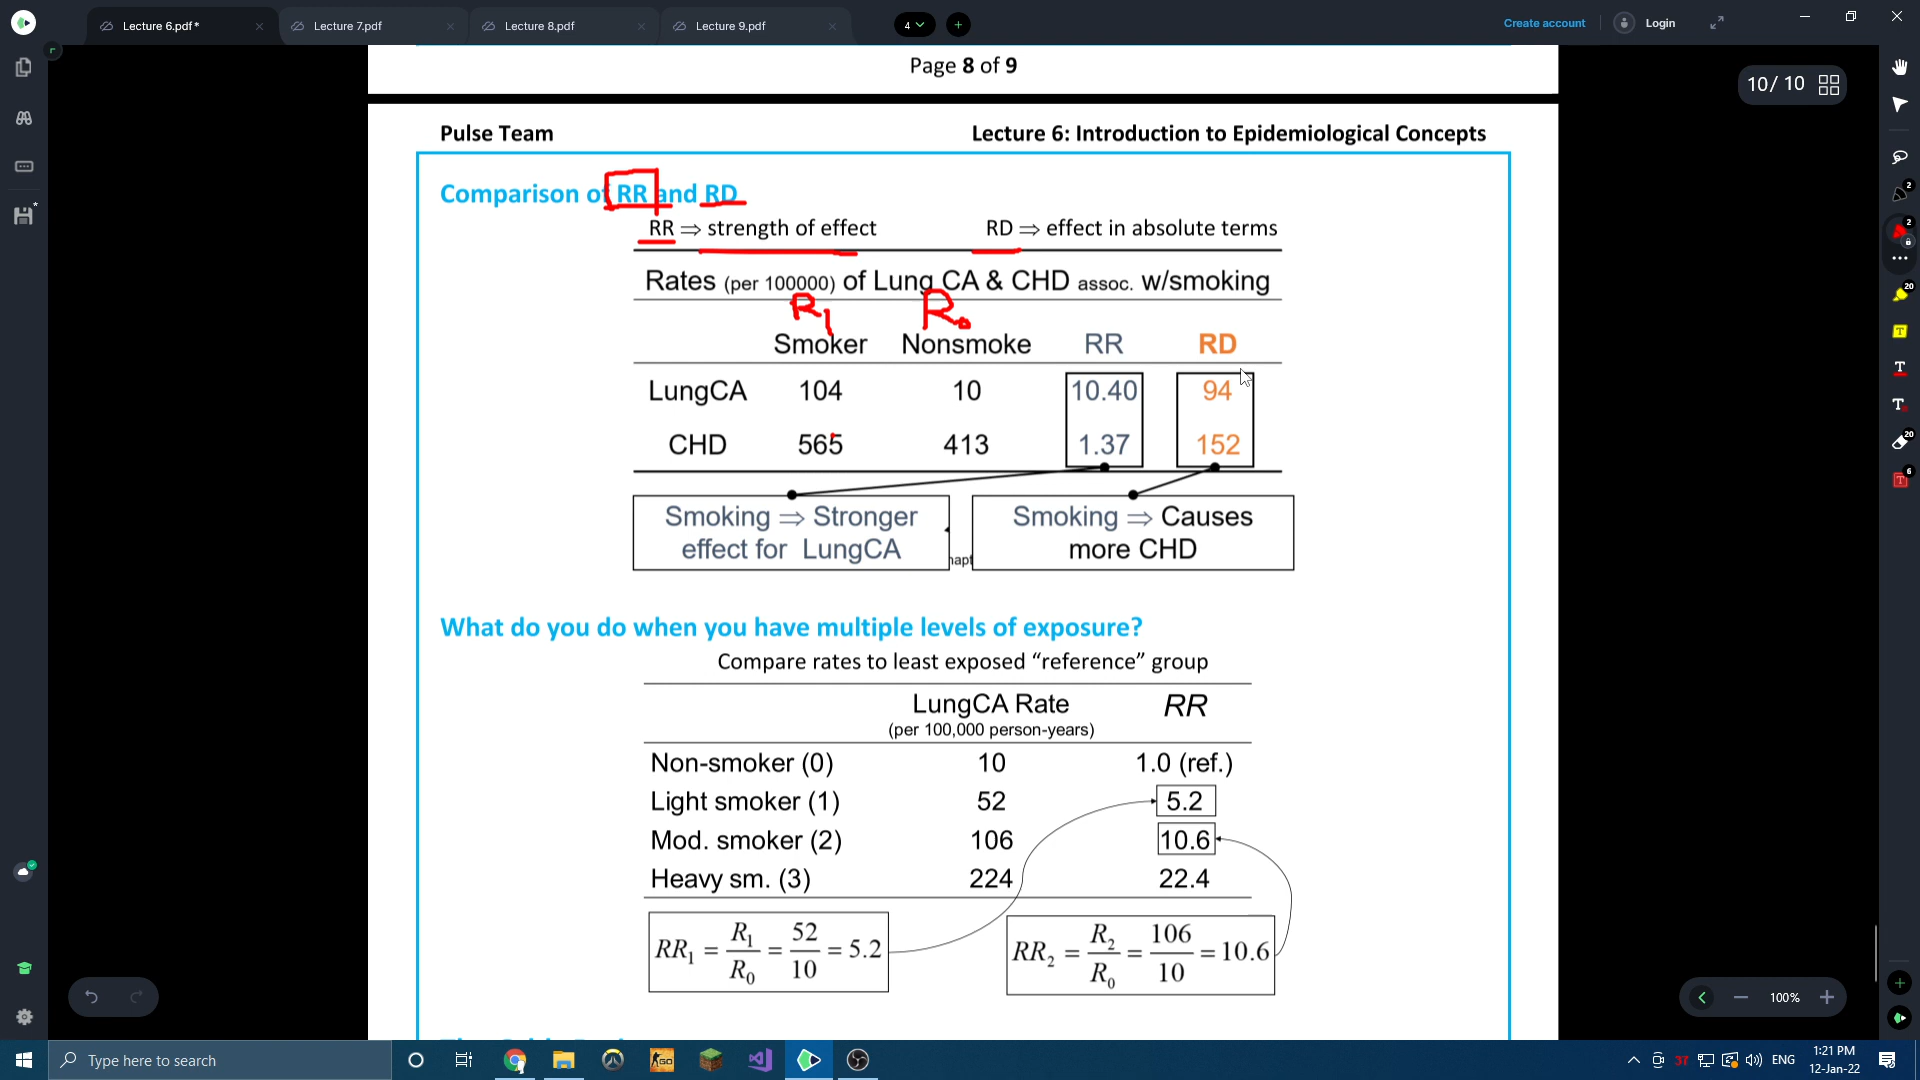 Lecture 6.pdf*
Lecture 7.pdf
Lecture 8.pdf
Lecture 9.pdf
4
Create account
Login
Page 8 of 9
10/ 10
Pulse Team
Lecture 6: Introduction to Epidemiological Concepts
Comparison of RR and RD
RR ⇒ strength of effect
RD ⇒ effect in absolute terms
Rates (per 100000) of Lung CA & CHD assoc. w/smoking
R1 R0
Smoker Nonsmoke RR RD
LungCA 104 10 10.40 94
CHD 565 413 1.37 152
Smoking ⇒ Stronger
effect for LungCA
Smoking ⇒ Causes
more CHD
hapt
What do you do when you have multiple levels of exposure?
Compare rates to least exposed “reference” group
LungCA Rate RR
(per 100,000 person-years)
Non-smoker (0) 10 1.0 (ref.)
Light smoker (1) 52 5.2
Mod. smoker (2) 106 10.6
Heavy sm. (3) 224 22.4
RR₁ = R₁/R₀ = 52/10 = 5.2
RR₂ = R₂/R₀ = 106/10 = 10.6
100%
2
2
20
20
6
Type here to search
37
ENG
1:21 PM
12-Jan-22